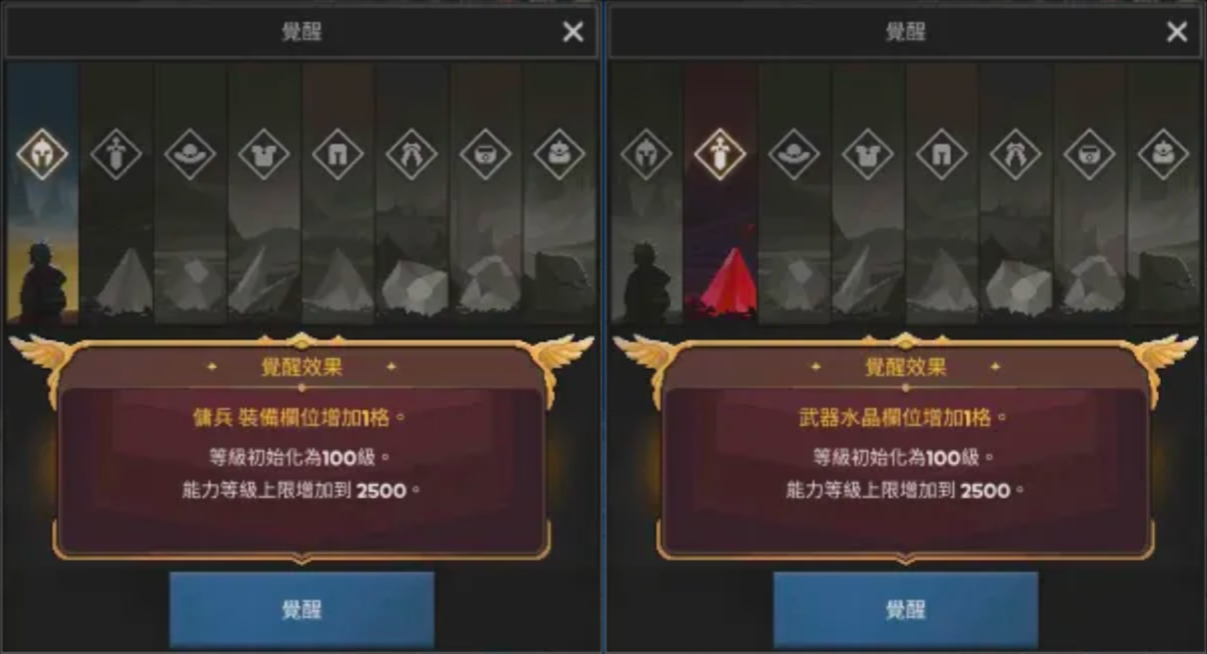 覺醒
覺醒效果
傭兵 裝備欄位增加1格。
等級初始化為100級。
能力等級上限增加到 2500。
覺醒
覺醒
覺醒效果
武器水晶欄位增加1格。
等級初始化為100級。
能力等級上限增加到 2500。
覺醒